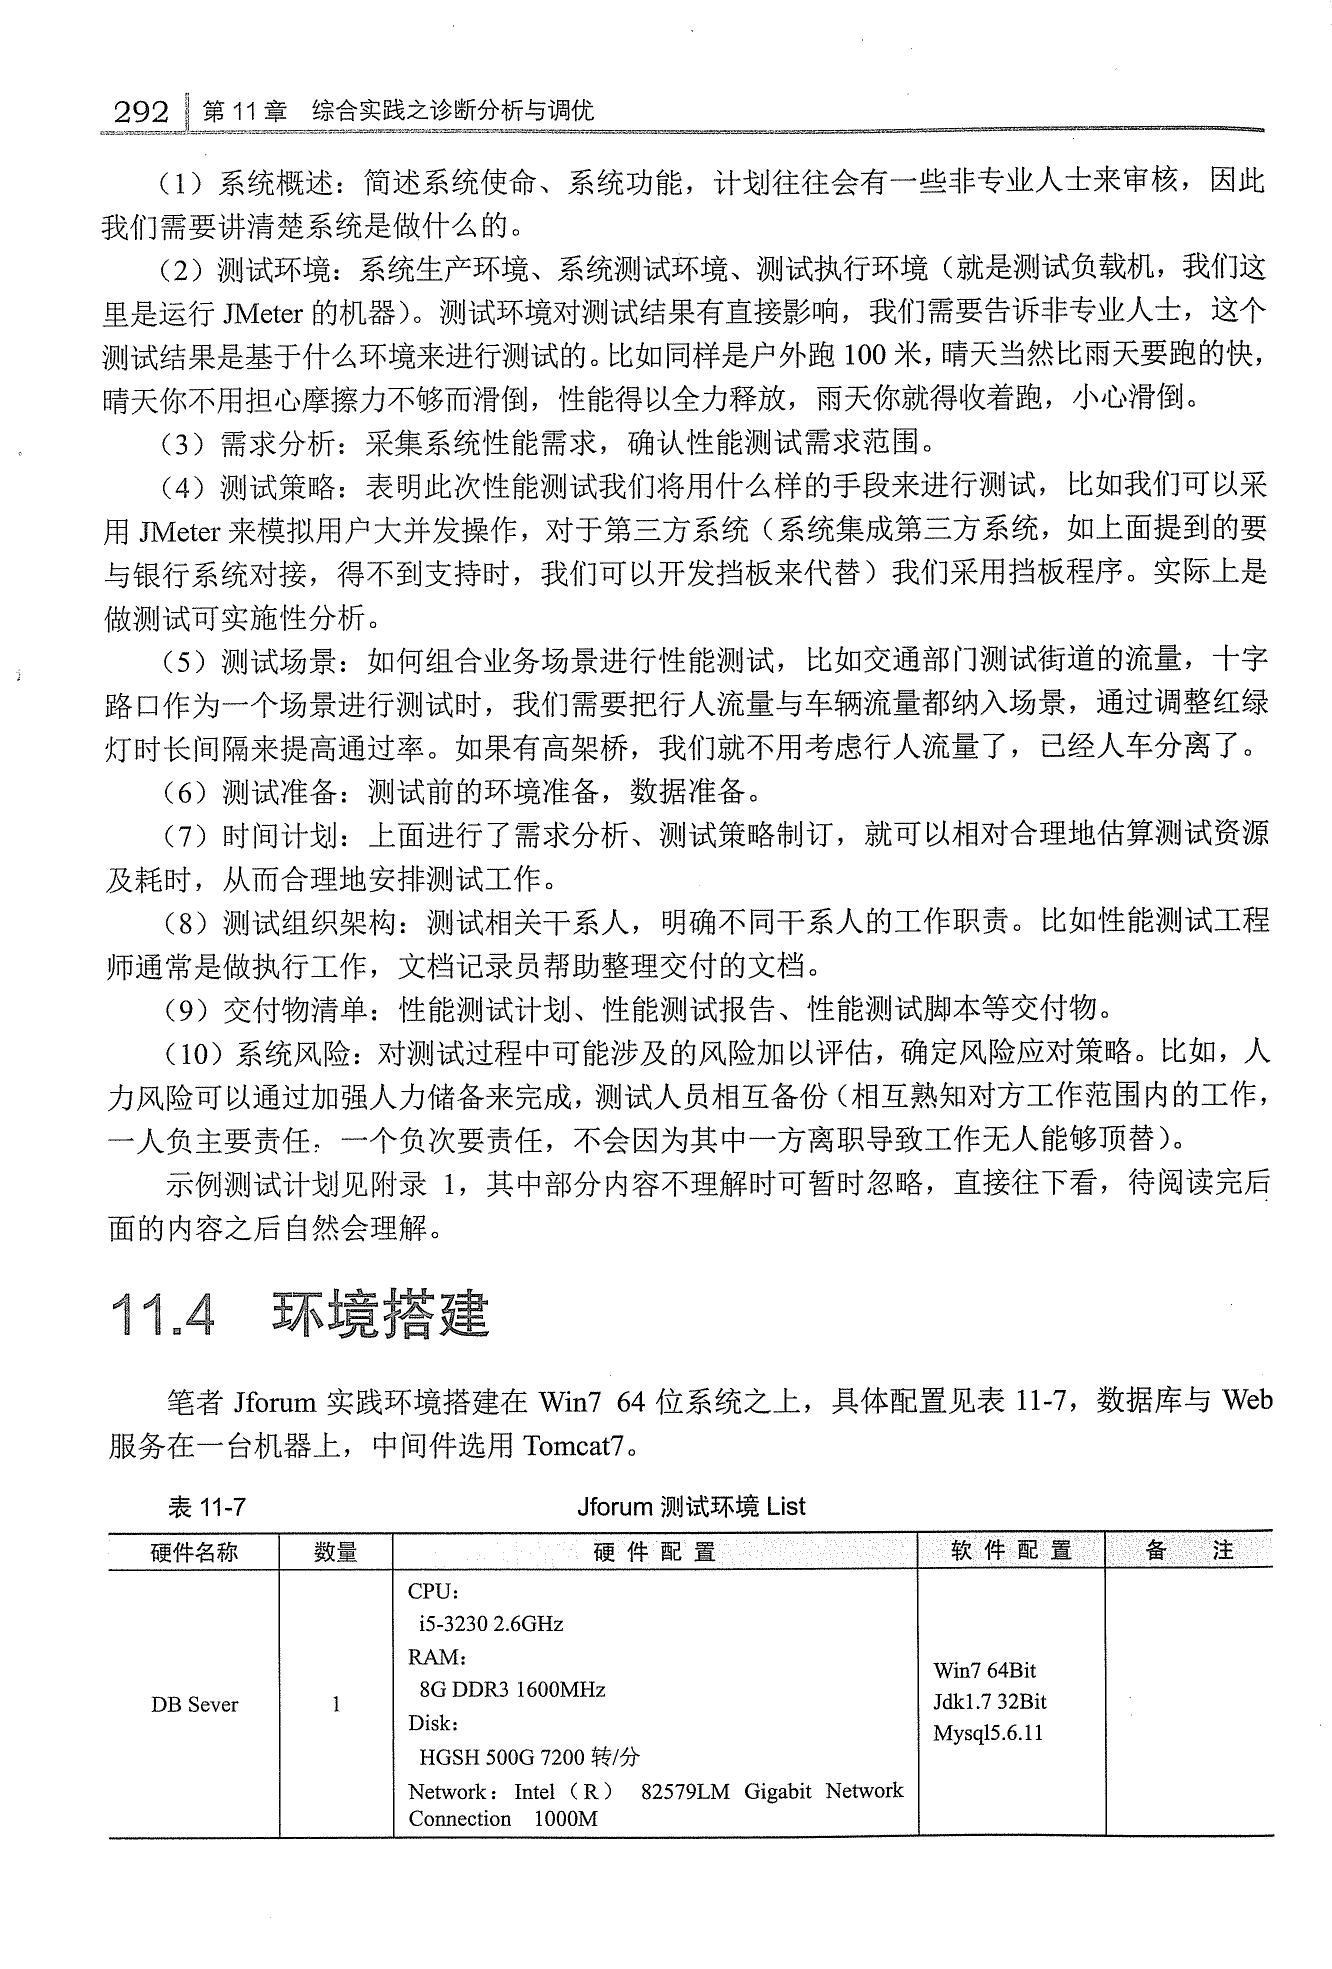 292 第 11 章 综合实践之诊断分析与调优
（1）系统概述：简述系统使命、系统功能，计划往往会有一些非专业人士来审核，因此
我们需要讲清楚系统是做什么的。
（2）测试环境：系统生产环境、系统测试环境、测试执行环境（就是测试负载机，我们这
里是运行 JMeter 的机器）。测试环境对测试结果有直接影响，我们需要告诉非专业人士，这个
测试结果是基于什么环境来进行测试的。比如同样是户外跑 100 米，晴天当然比雨天要跑的快，
晴天你不用担心摩擦力不够而滑倒，性能得以全力释放，雨天你就得收着跑，小心滑倒。
（3）需求分析：采集系统性能需求，确认性能测试需求范围。
（4）测试策略：表明此次性能测试我们将用什么样的手段来进行测试，比如我们可以采
用 JMeter 来模拟用户大并发操作，对于第三方系统（系统集成第三方系统，如上面提到的要
与银行系统对接，得不到支持时，我们可以开发挡板来代替）我们采用挡板程序。实际上是
做测试可实施性分析。
（5）测试场景：如何组合业务场景进行性能测试，比如交通部门测试街道的流量，十字
路口作为一个场景进行测试时，我们需要把行人流量与车辆流量都纳入场景，通过调整红绿
灯时长间隔来提高通过率。如果有高架桥，我们就不用考虑行人流量了，已经人车分离了。
（6）测试准备：测试前的环境准备，数据准备。
（7）时间计划：上面进行了需求分析、测试策略制订，就可以相对合理地估算测试资源
及耗时，从而合理地安排测试工作。
（8）测试组织架构：测试相关干系人，明确不同干系人的工作职责。比如性能测试工程
师通常是做执行工作，文档记录员帮助整理交付的文档。
（9）交付物清单：性能测试计划、性能测试报告、性能测试脚本等交付物。
（10）系统风险：对测试过程中可能涉及的风险加以评估，确定风险应对策略。比如，人
力风险可以通过加强人力储备来完成，测试人员相互备份（相互熟知对方工作范围内的工作，
一人负主要责任；一个负次要责任，不会因为其中一方离职导致工作无人能够顶替）。
示例测试计划见附录 1，其中部分内容不理解时可暂时忽略，直接往下看，待阅读完后
面的内容之后自然会理解。
11.4 环境搭建
笔者 Jforum 实践环境搭建在 Win7 64 位系统之上，具体配置见表 11-7，数据库与 Web
服务在一台机器上，中间件选用 Tomcat7。
表 11-7 Jforum 测试环境 List
硬件名称 数量 硬 件 配 置 软 件 配 置 备 注
DB Sever
1
CPU：
i5-3230 2.6GHz
RAM：
8G DDR3 1600MHz
Disk：
HGSH 500G 7200 转/分
Network：Intel（R） 82579LM Gigabit Network
Connection 1000M
Win7 64Bit
Jdk1.7 32Bit
Mysql5.6.11